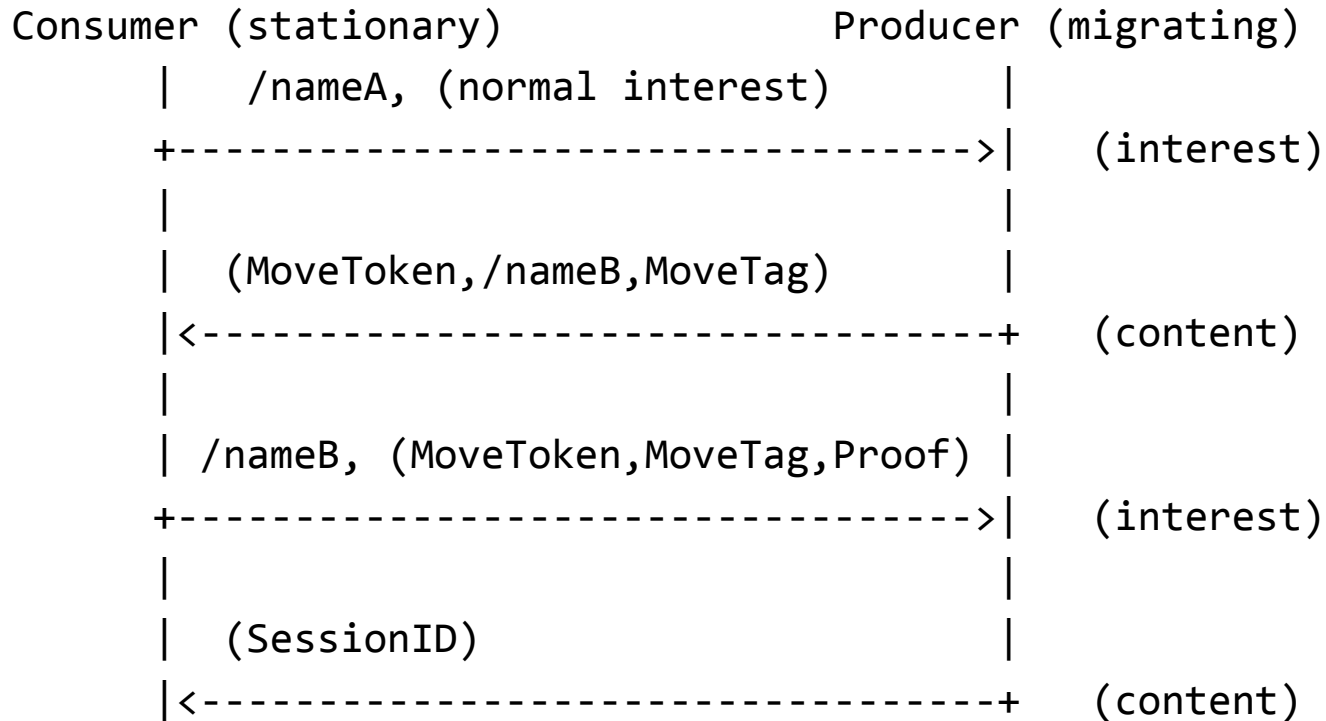 Consumer (stationary)                  Producer (migrating)
      |   /nameA, (normal interest)       |
      +---------------------------------->|   (interest)
      |                                   |
      |  (MoveToken,/nameB,MoveTag)       |
      |<----------------------------------+   (content)
      |                                   |
      | /nameB, (MoveToken,MoveTag,Proof) |
      +---------------------------------->|   (interest)
      |                                   |
      |  (SessionID)                      |
      |<----------------------------------+   (content)